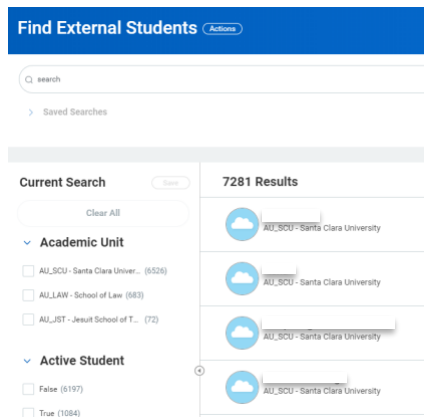 Find External Students Actions
search
Saved Searches
Current Search Save
7281 Results
Clear All
Academic Unit
AU_SCU - Santa Clara Univer... (6526)
AU_LAW - School of Law (683)
AU_JST - Jesuit School of T... (72)
Active Student
False (6197)
True (1084)
AU_SCU - Santa Clara University
AU_SCU - Santa Clara University
AU_SCU - Santa Clara University
AU_SCU - Santa Clara University